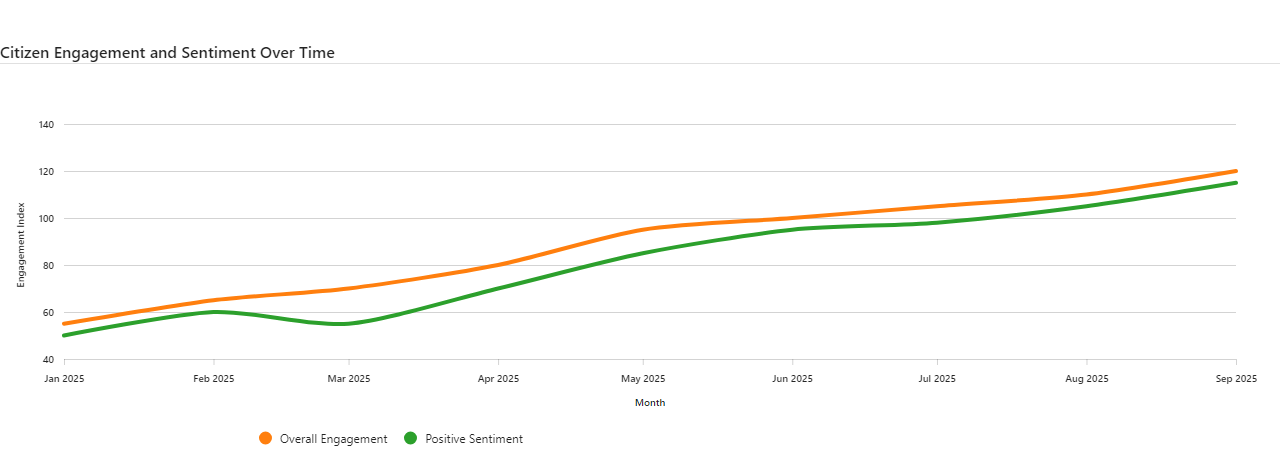 Citizen Engagement and Sentiment Over Time
140
120
100
80
60
40
Engagement Index
Jan 2025 Feb 2025 Mar 2025 Apr 2025 May 2025 Jun 2025 Jul 2025 Aug 2025 Sep 2025
Month
Overall Engagement Positive Sentiment